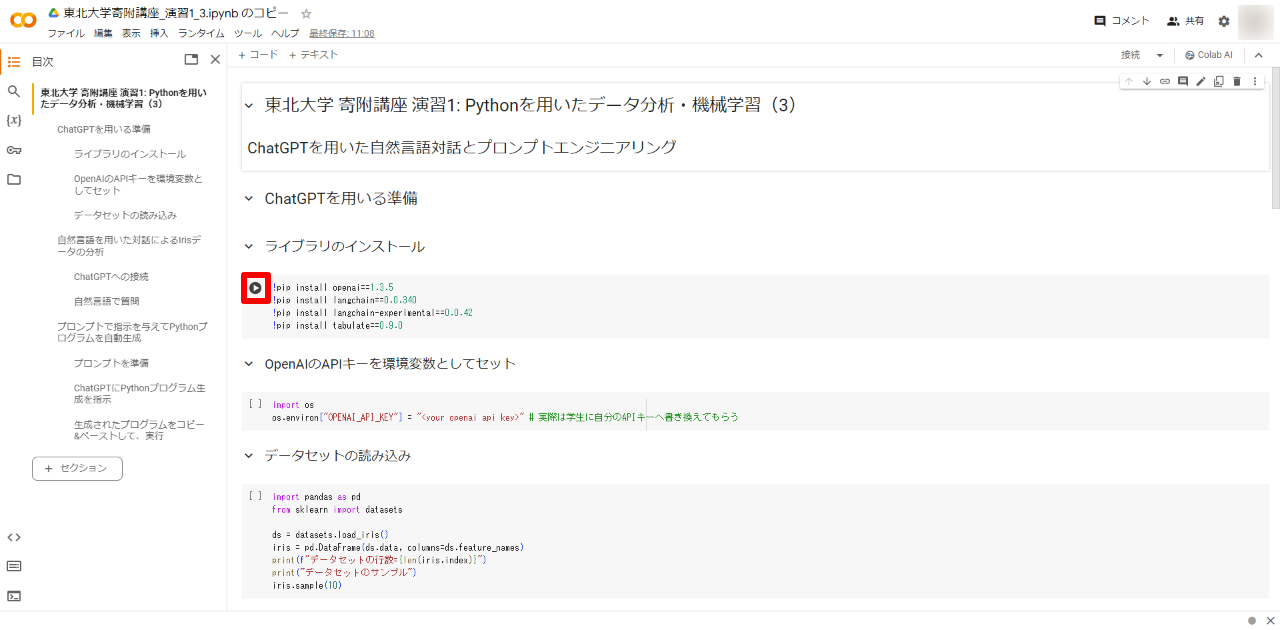 東北大学寄附講座_演習1_3.ipynb のコピー
ファイル 編集 表示 挿入 ランタイム ツール ヘルプ 最終保存: 11:08
コメント 共有
目次
+ コード + テキスト
接続 Colab AI
東北大学 寄附講座 演習1: Pythonを用い
たデータ分析・機械学習（3）
ChatGPTを用いる準備
ライブラリのインストール
OpenAIのAPIキーを環境変数と
してセット
データセットの読み込み
自然言語を用いた対話によるIrisデ
ータの分析
ChatGPTへの接続
自然言語で質問
プロンプトで指示を与えてPythonプ
ログラムを自動生成
プロンプトを準備
ChatGPTにPythonプログラム生
成を指示
生成されたプログラムをコピー
&ペーストして、実行
+ セクション
東北大学 寄附講座 演習1: Pythonを用いたデータ分析・機械学習（3）
ChatGPTを用いた自然言語対話とプロンプトエンジニアリング
ChatGPTを用いる準備
ライブラリのインストール
!pip install openai==1.3.5
!pip install langchain==0.0.340
!pip install langchain-experimental==0.0.42
!pip install tabulate==0.9.0
OpenAIのAPIキーを環境変数としてセット
[ ] import os
os.environ["OPENAI_API_KEY"] = "<your openai api key>" # 実際は学生に自分のAPIキーへ書き換えてもらう
データセットの読み込み
[ ] import pandas as pd
from sklearn import datasets
ds = datasets.load_iris()
iris = pd.DataFrame(ds.data, columns=ds.feature_names)
print(f"データセットの行数={len(iris.index)}")
print("データセットのサンプル")
iris.sample(10)